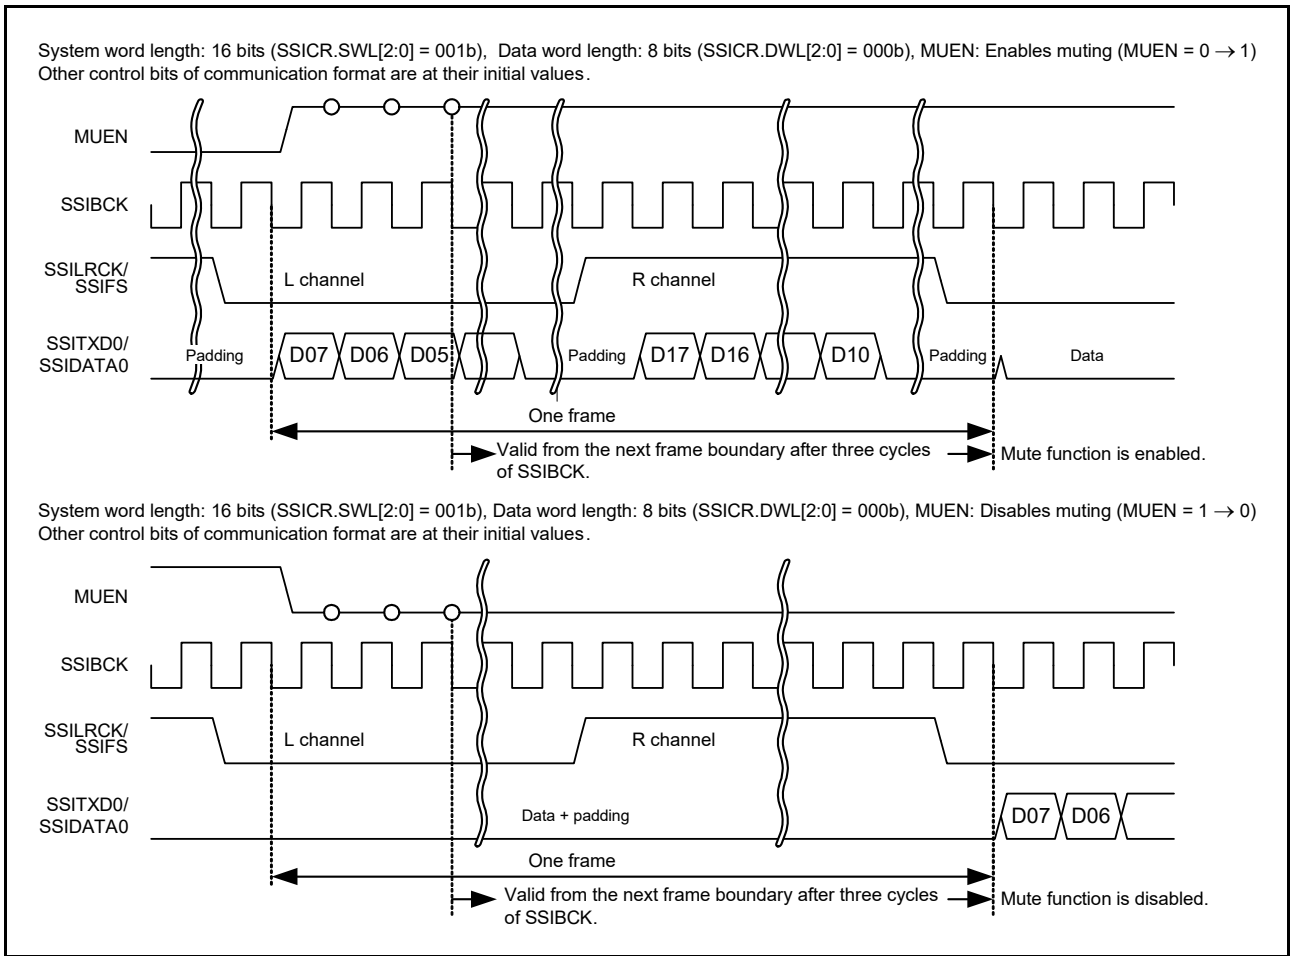 System word length: 16 bits (SSICR.SWL[2:0] = 001b), Data word length: 8 bits (SSICR.DWL[2:0] = 000b), MUEN: Enables muting (MUEN = 0 → 1)
Other control bits of communication format are at their initial values.
MUEN
SSIBCK
SSILRCK/
SSIFS
L channel
R channel
SSITXD0/
SSIDATA0
Padding
D07
D06
D05
Padding
D17
D16
D10
Padding
Data
One frame
Valid from the next frame boundary after three cycles
of SSIBCK.
Mute function is enabled.
System word length: 16 bits (SSICR.SWL[2:0] = 001b), Data word length: 8 bits (SSICR.DWL[2:0] = 000b), MUEN: Disables muting (MUEN = 1 → 0)
Other control bits of communication format are at their initial values.
MUEN
SSIBCK
SSILRCK/
SSIFS
L channel
R channel
SSITXD0/
SSIDATA0
Data + padding
D07
D06
One frame
Valid from the next frame boundary after three cycles
of SSIBCK.
Mute function is disabled.